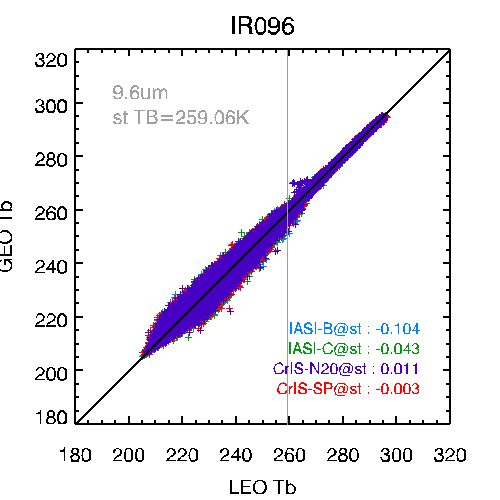 IR096
320
300
280
260
240
220
200
180
GEO Tb
9.6um
st TB=259.06K
IASI-B@st : -0.104
IASI-C@st : -0.043
CrIS-N20@st : 0.011
CrIS-SP@st : -0.003
180 200 220 240 260 280 300 320
LEO Tb